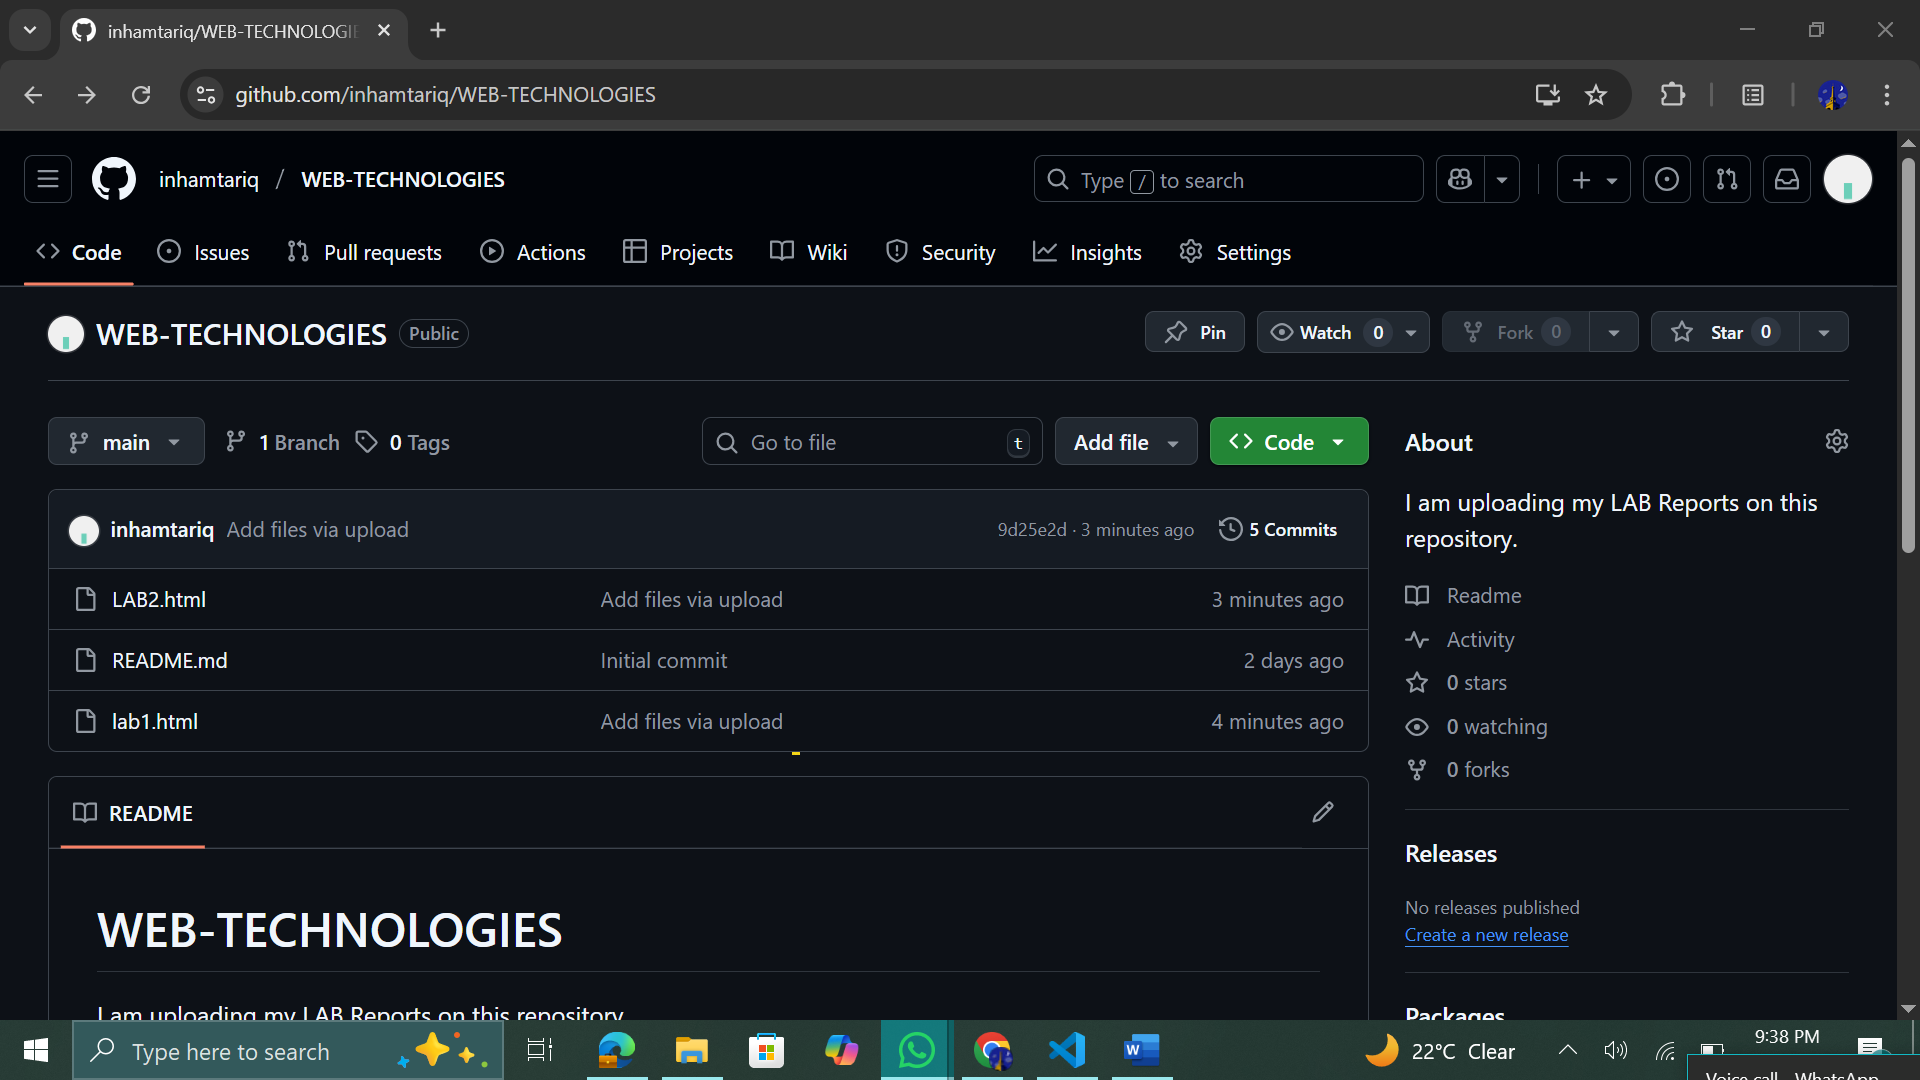 inhamtariq/WEB-TECHNOLOGI
github.com/inhamtariq/WEB-TECHNOLOGIES
inhamtariq / WEB-TECHNOLOGIES
Type / to search
Code
Issues
Pull requests
Actions
Projects
Wiki
Security
Insights
Settings
WEB-TECHNOLOGIES Public
Pin
Watch 0
Fork 0
Star 0
main
1 Branch
0 Tags
Go to file t
Add file
Code
inhamtariq Add files via upload 9d25e2d · 3 minutes ago 5 Commits
LAB2.html Add files via upload 3 minutes ago
README.md Initial commit 2 days ago
lab1.html Add files via upload 4 minutes ago
README
WEB-TECHNOLOGIES
I am uploading my LAB Reports on this repository.
About
I am uploading my LAB Reports on this
repository.
Readme
Activity
0 stars
0 watching
0 forks
Releases
No releases published
Create a new release
Packages
Type here to search
W
22°C Clear
9:38 PM
Voice call - WhatsApp